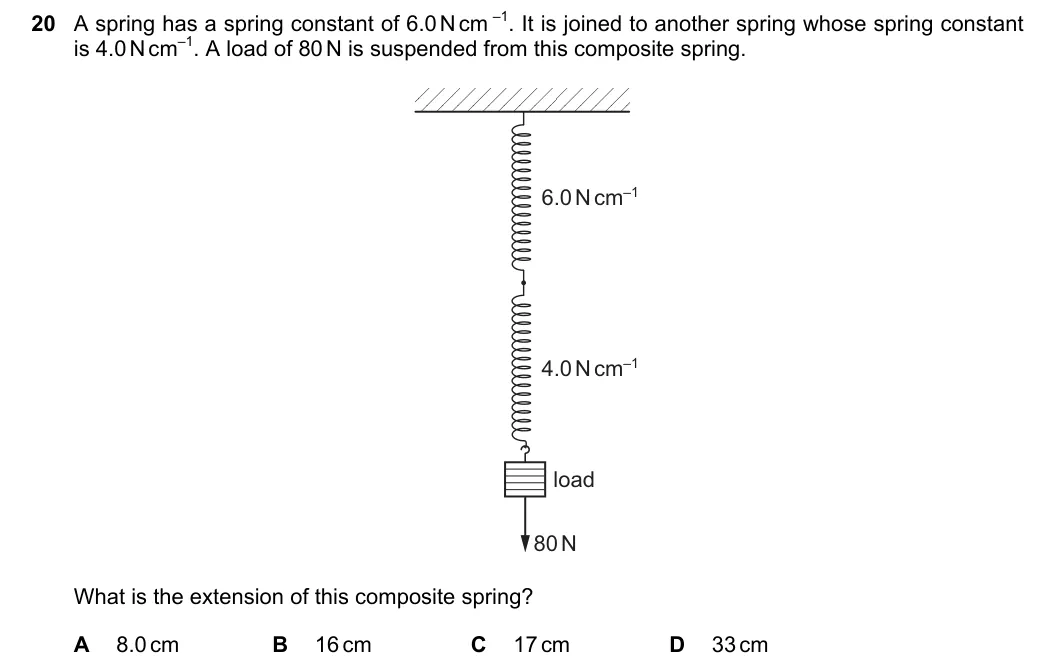 20 A spring has a spring constant of 6.0 N cm⁻¹. It is joined to another spring whose spring constant
is 4.0 N cm⁻¹. A load of 80 N is suspended from this composite spring.
6.0 N cm⁻¹
4.0 N cm⁻¹
load
80 N
What is the extension of this composite spring?
A 8.0 cm B 16 cm C 17 cm D 33 cm